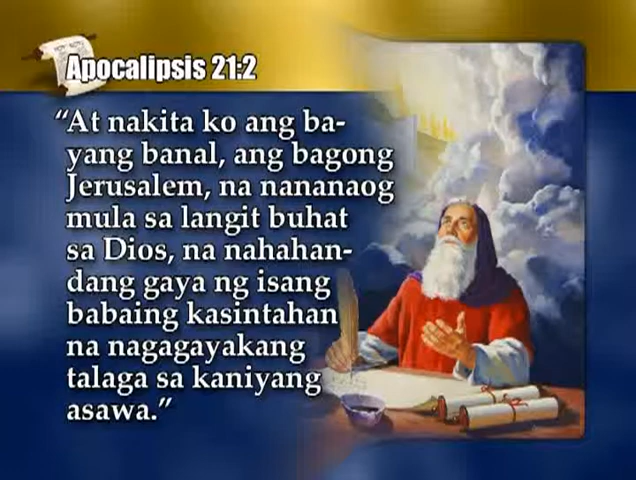 Apocalipsis 21:2
“At nakita ko ang ba-
yang banal, ang bagong
Jerusalem, na nananaog
mula sa langit buhat
sa Dios, na nahahan-
dang gaya ng isang
babaing kasintahan
na nagagayakang
talaga sa kaniyang
asawa.”